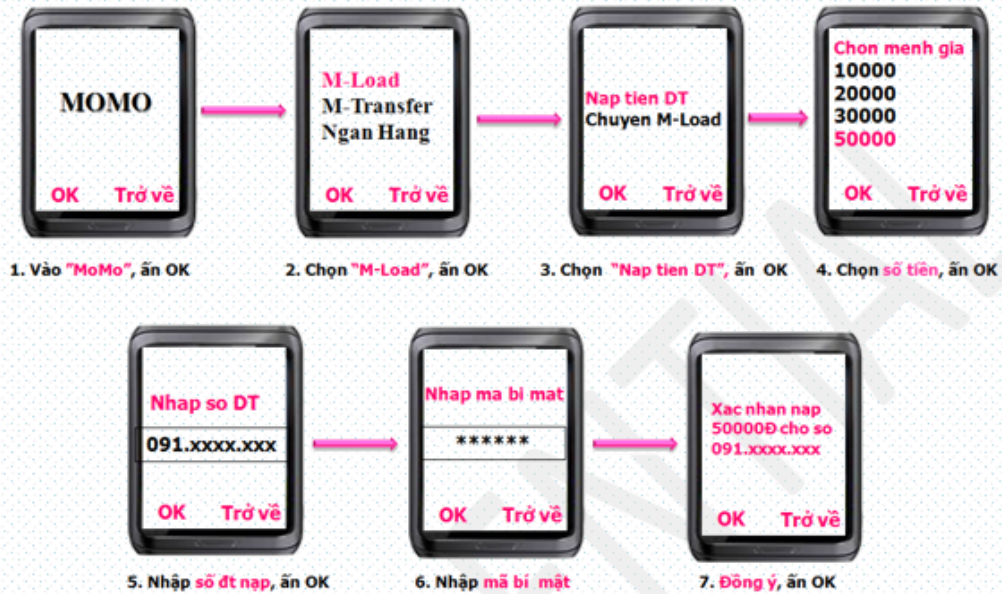 MOMO
OK Trở về
M-Load
M-Transfer
Ngan Hang
OK Trở về
Nap tien DT
Chuyen M-Load
OK Trở về
Chon menh gia
10000
20000
30000
50000
OK Trở về
1. Vào "MoMo", ấn OK
2. Chọn "M-Load", ấn OK
3. Chọn "Nap tien DT", ấn OK
4. Chọn số tiền, ấn OK
Nhap so DT
091.xxxx.xxx
OK Trở về
Nhap ma bi mat
******
OK Trở về
Xac nhan nap
50000Đ cho so
091.xxxx.xxx
OK Trở về
5. Nhập số đt nạp, ấn OK
6. Nhập mã bí mật
7. Đồng ý, ấn OK